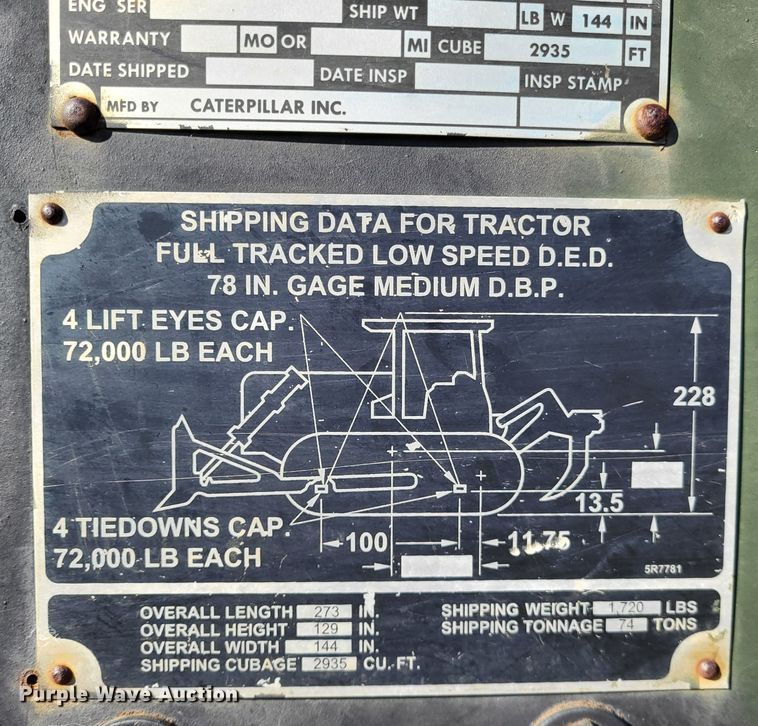 ENG SER SHIP WT LB W 144 IN
WARRANTY MO OR MI CUBE 2935 FT
DATE SHIPPED DATE INSP INSP STAMP
MFD BY CATERPILLAR INC.
SHIPPING DATA FOR TRACTOR
FULL TRACKED LOW SPEED D.E.D.
78 IN. GAGE MEDIUM D.B.P.
4 LIFT EYES CAP.
72,000 LB EACH
228
13.5
4 TIEDOWNS CAP.
72,000 LB EACH
100 11.75
5R7781
OVERALL LENGTH 273 IN.
OVERALL HEIGHT 129 IN.
OVERALL WIDTH 144 IN.
SHIPPING CUBAGE 2935 CU. FT.
SHIPPING WEIGHT 1,720 LBS
SHIPPING TONNAGE 74 TONS
Purple Wave Auction